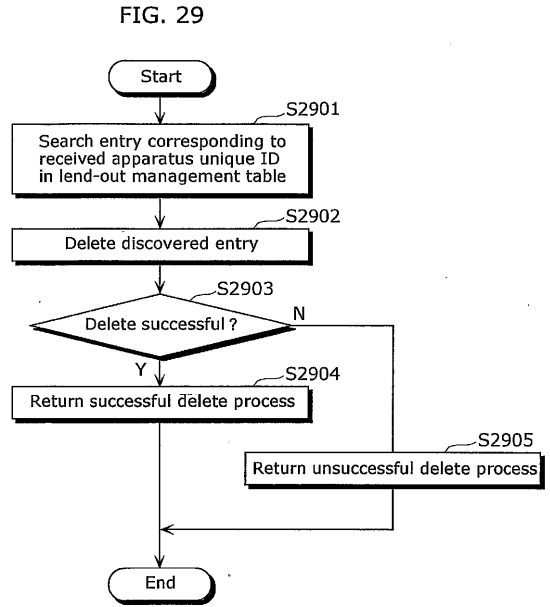 FIG. 29
Start
S2901
Search entry corresponding to
received apparatus unique ID
in lend-out management table
S2902
Delete discovered entry
S2903
Delete successful ?
N
Y
S2904
Return successful delete process
S2905
Return unsuccessful delete process
End